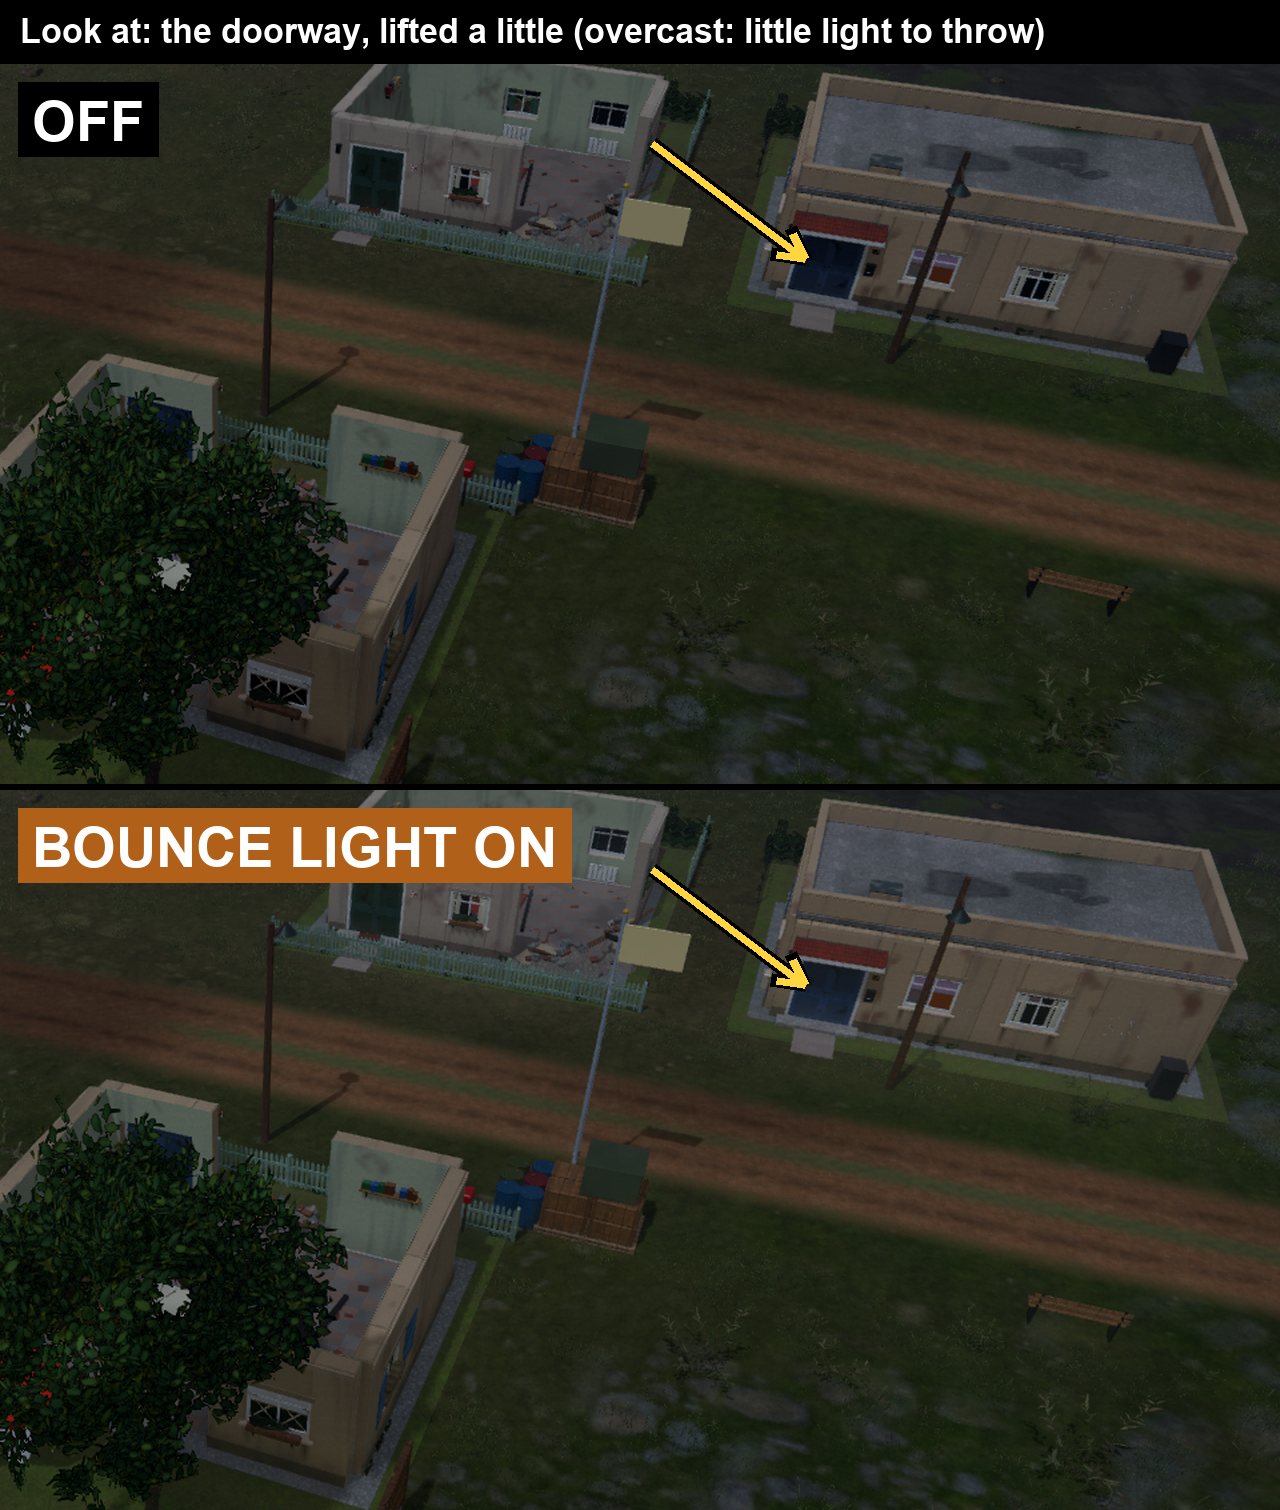 Look at: the doorway, lifted a little (overcast: little light to throw)
OFF
BOUNCE LIGHT ON